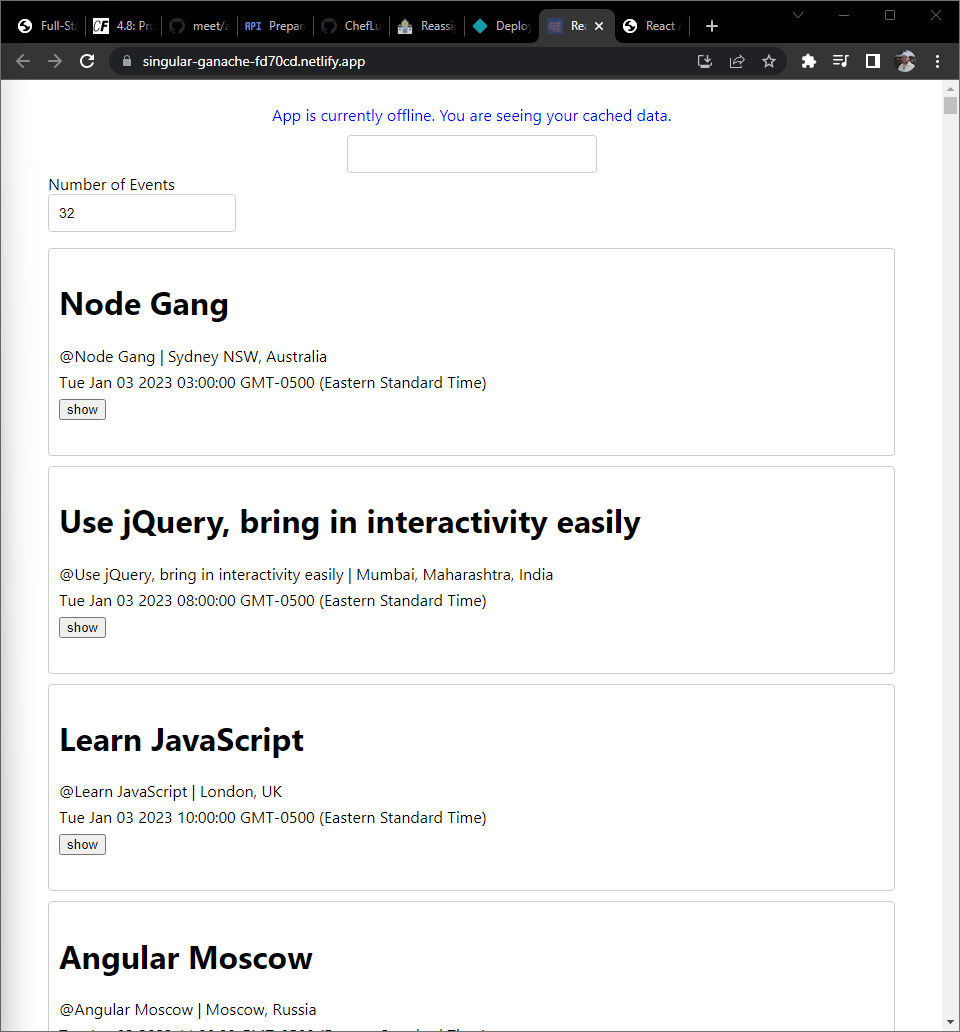 Full-St
CF 4.8: Pr
meet/
API Prepar
ChefLu
Reassig
Deploy
Rea
React
singular-ganache-fd70cd.netlify.app
App is currently offline. You are seeing your cached data.
Number of Events
32
Node Gang
@Node Gang | Sydney NSW, Australia
Tue Jan 03 2023 03:00:00 GMT-0500 (Eastern Standard Time)
show
Use jQuery, bring in interactivity easily
@Use jQuery, bring in interactivity easily | Mumbai, Maharashtra, India
Tue Jan 03 2023 08:00:00 GMT-0500 (Eastern Standard Time)
show
Learn JavaScript
@Learn JavaScript | London, UK
Tue Jan 03 2023 10:00:00 GMT-0500 (Eastern Standard Time)
show
Angular Moscow
@Angular Moscow | Moscow, Russia